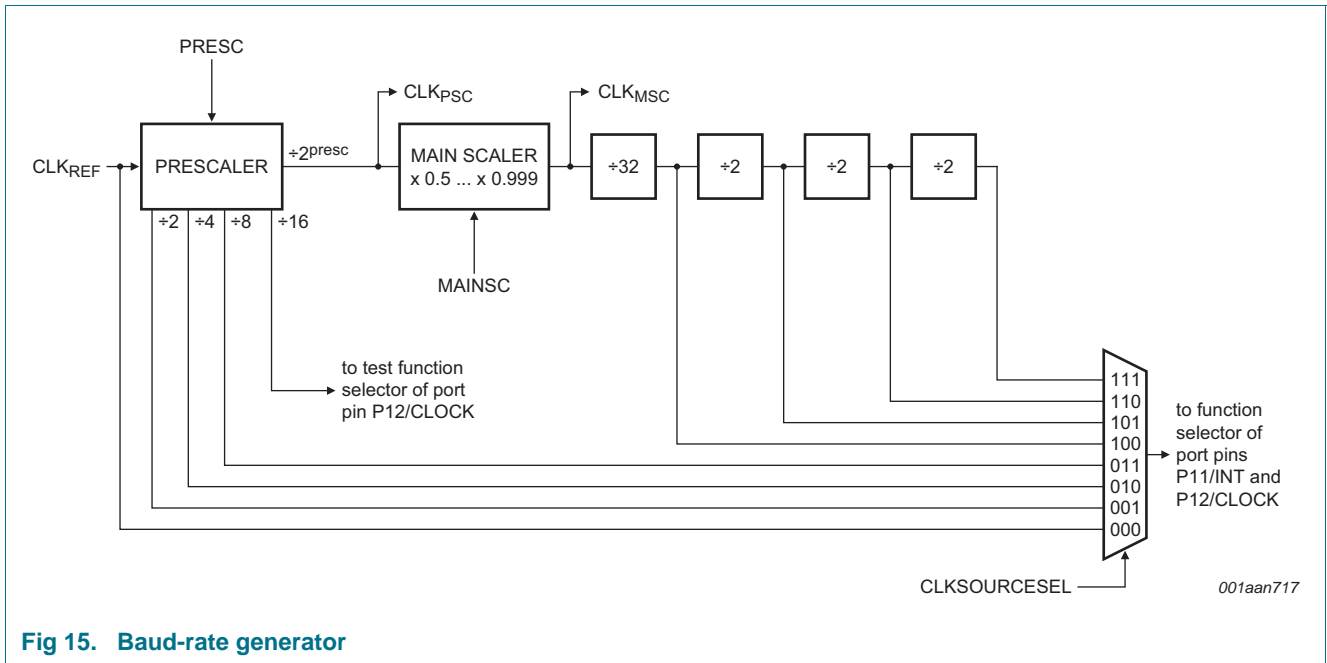 PRESC
CLKPSC
CLKMSC
CLKREF
PRESCALER
÷2presc
MAIN SCALER
x 0.5 ... x 0.999
÷32
÷2
÷2
÷2
÷2
÷4
÷8
÷16
MAINSC
to test function
selector of port
pin P12/CLOCK
111
110
101
100
011
010
001
000
to function
selector of
port pins
P11/INT and
P12/CLOCK
CLKSOURCESEL
001aan717
Fig 15. Baud-rate generator